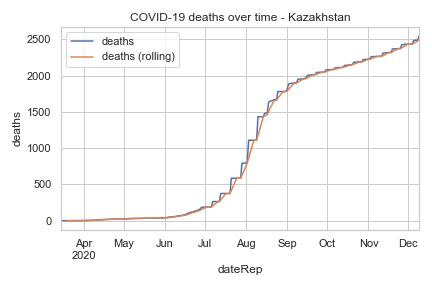 COVID-19 deaths over time - Kazakhstan
deaths
deaths (rolling)
2500
2000
1500
1000
500
0
deaths
Apr May Jun Jul Aug Sep Oct Nov Dec
2020
dateRep